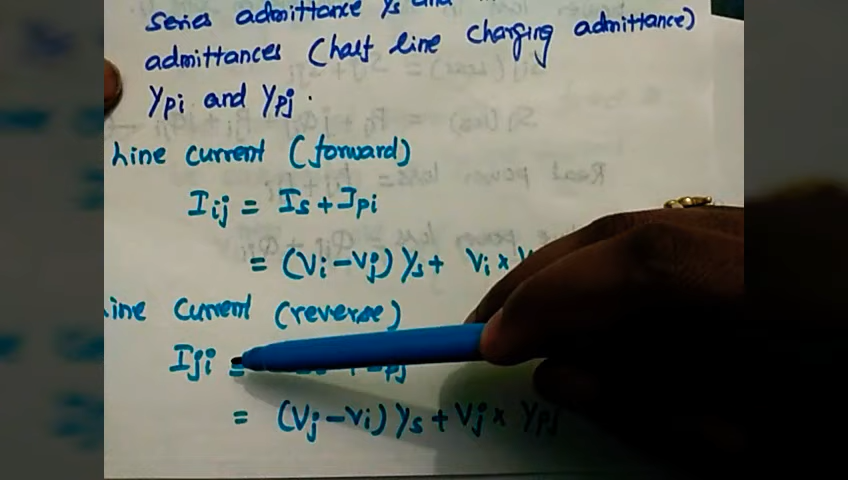 series admittance Ys and
admittances (half line charging admittance)
Ypi and Ypj.
Line current (forward)
Iij = Is + Ipi
= (Vi - Vj) Ys + Vi ×
Line current (reverse)
Iji =
= (Vj - Vi) Ys + Vj × Ypj